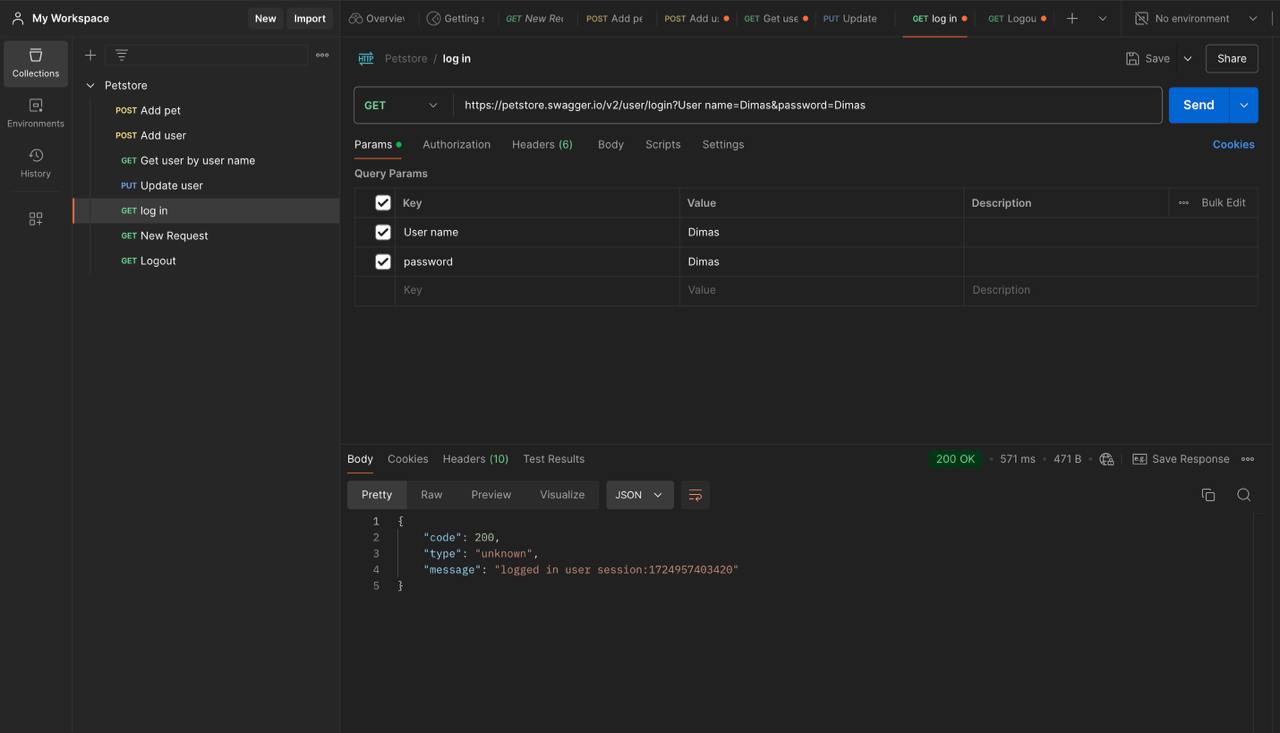 My Workspace New Import Overviev Getting s GET New Rec POST Add pe POST Add u: GET Get use PUT Update GET log in GET Logou No environment
Collections
Petstore / log in Save Share
Petstore
GET https://petstore.swagger.io/v2/user/login?User name=Dimas&password=Dimas Send
POST Add pet
Environments
POST Add user
Params Authorization Headers (6) Body Scripts Settings Cookies
GET Get user by user name
History
Query Params
PUT Update user
Key Value Description Bulk Edit
GET log in
User name Dimas
GET New Request
password Dimas
GET Logout
Key Value Description
Body Cookies Headers (10) Test Results 200 OK 571 ms 471 B e.g. Save Response
Pretty Raw Preview Visualize JSON
1 {
2 "code": 200,
3 "type": "unknown",
4 "message": "logged in user session:1724957403420"
5 }